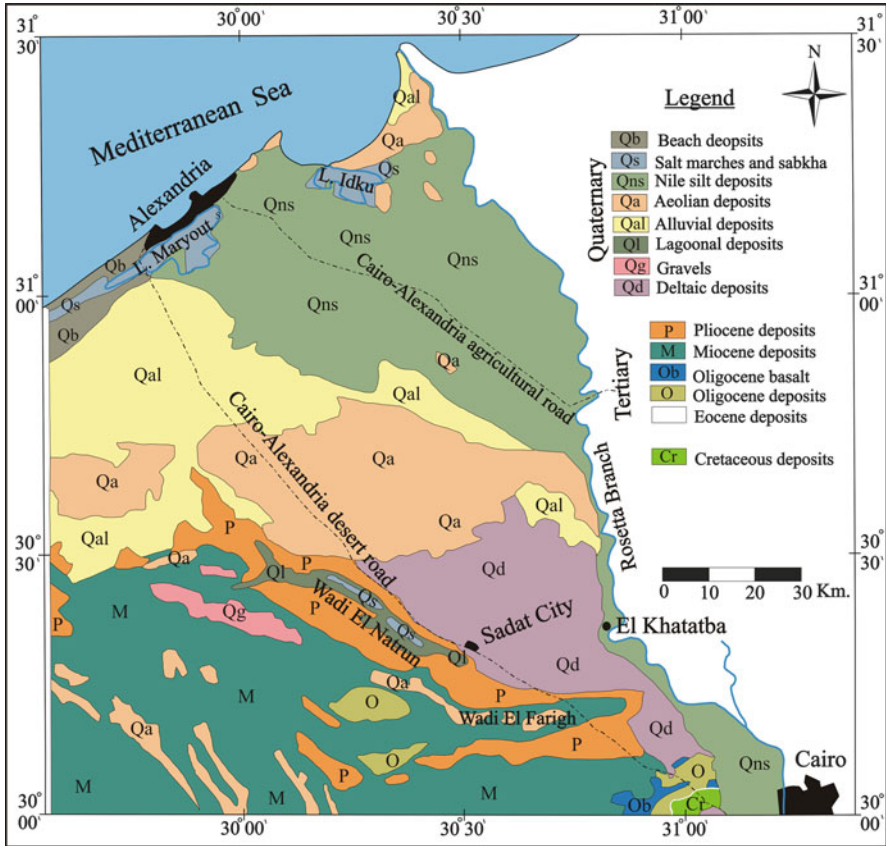 30°00' 30°30' 31°00'
31°
30'
31°
30'
N
Mediterranean Sea
Qal
Qa
Qs
L. Idku
Alexandria
Qns
L. Maryout
s
Qb
Qs
Qb
31°
00'
31°
00'
Qns
Qns
Qns
Cairo-Alexandria agricultural road
Qa
Qal
Qal
Cairo-Alexandria desert road
Qa
Qa
Qa
Qa
Qal
Qal
Rosetta Branch
30°
30'
30°
30'
P
P
Qa
Ql
Qs
Qs
Wadi El Natrun
P
Ql
Qd
Sadat City
El Khatatba
M
P
Qg
Qd
Qa
P
Wadi El Farigh
O
M
Qa
P
Qd
O
P
M
M
O
Ob
Cr
Qns
Cairo
30°
00'
30°
00'
30°00' 30°30' 31°00'
Legend
Quaternary
Qb Beach deopsits
Qs Salt marches and sabkha
Qns Nile silt deposits
Qa Aeolian deposits
Qal Alluvial deposits
Ql Lagoonal deposits
Qg Gravels
Qd Deltaic deposits
Tertiary
P Pliocene deposits
M Miocene deposits
Ob Oligocene basalt
O Oligocene deposits
Eocene deposits
Cr Cretaceous deposits
0 10 20 30 Km.